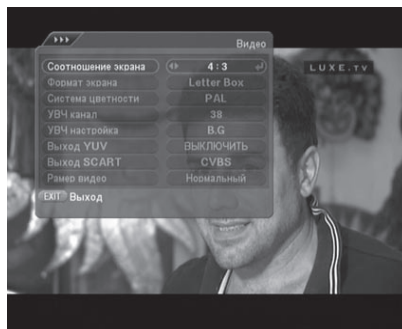 Видео
LUXE.TV
Соотношение экрана 4:3
Формат экрана Letter Box
Система цветности PAL
УВЧ канал 38
УВЧ настройка B.G
Выход YUV ВЫКЛЮЧИТЬ
Выход SCART CVBS
Рамер видео Нормальный
EXIT Выход